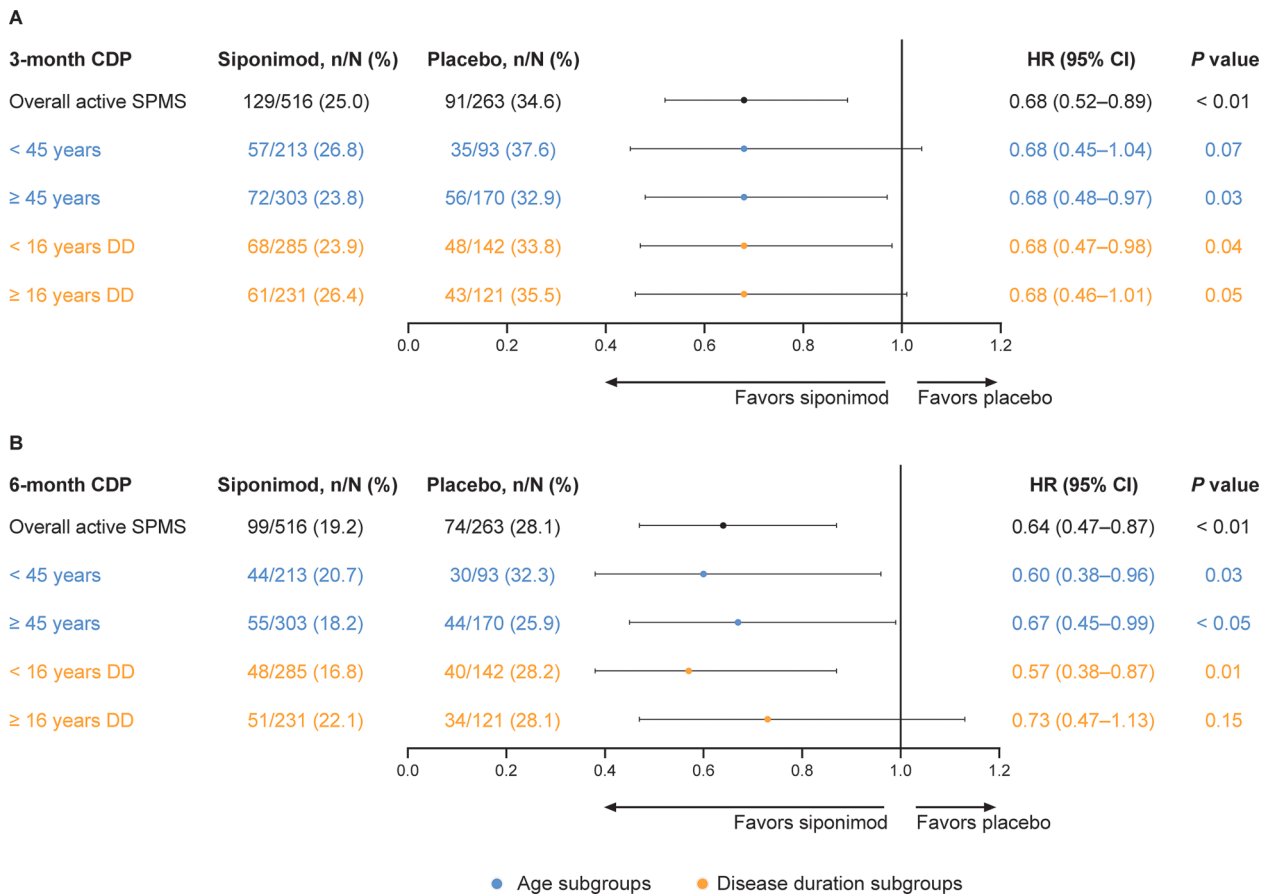 A
3-month CDP Siponimod, n/N (%) Placebo, n/N (%) HR (95% CI) P value
Overall active SPMS 129/516 (25.0) 91/263 (34.6) 0.68 (0.52–0.89) < 0.01
< 45 years 57/213 (26.8) 35/93 (37.6) 0.68 (0.45–1.04) 0.07
≥ 45 years 72/303 (23.8) 56/170 (32.9) 0.68 (0.48–0.97) 0.03
< 16 years DD 68/285 (23.9) 48/142 (33.8) 0.68 (0.47–0.98) 0.04
≥ 16 years DD 61/231 (26.4) 43/121 (35.5) 0.68 (0.46–1.01) 0.05
0.0 0.2 0.4 0.6 0.8 1.0 1.2
Favors siponimod Favors placebo
B
6-month CDP Siponimod, n/N (%) Placebo, n/N (%) HR (95% CI) P value
Overall active SPMS 99/516 (19.2) 74/263 (28.1) 0.64 (0.47–0.87) < 0.01
< 45 years 44/213 (20.7) 30/93 (32.3) 0.60 (0.38–0.96) 0.03
≥ 45 years 55/303 (18.2) 44/170 (25.9) 0.67 (0.45–0.99) < 0.05
< 16 years DD 48/285 (16.8) 40/142 (28.2) 0.57 (0.38–0.87) 0.01
≥ 16 years DD 51/231 (22.1) 34/121 (28.1) 0.73 (0.47–1.13) 0.15
0.0 0.2 0.4 0.6 0.8 1.0 1.2
Favors siponimod Favors placebo
Age subgroups Disease duration subgroups